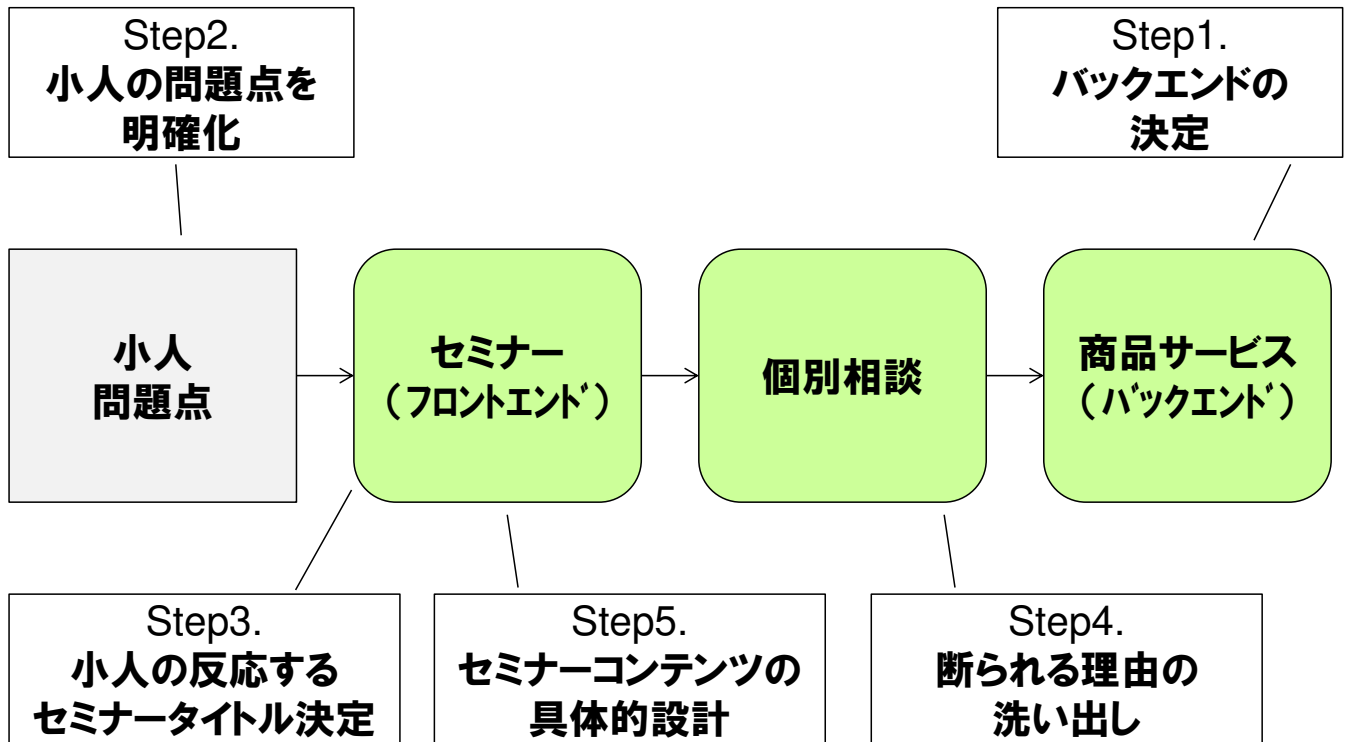 Step2.
小人の問題点を
明確化
Step1.
バックエンドの
決定
小人
問題点
セミナー
（フロントエンド）
個別相談
商品サービス
（バックエンド）
Step3.
小人の反応する
セミナータイトル決定
Step5.
セミナーコンテンツの
具体的設計
Step4.
断られる理由の
洗い出し